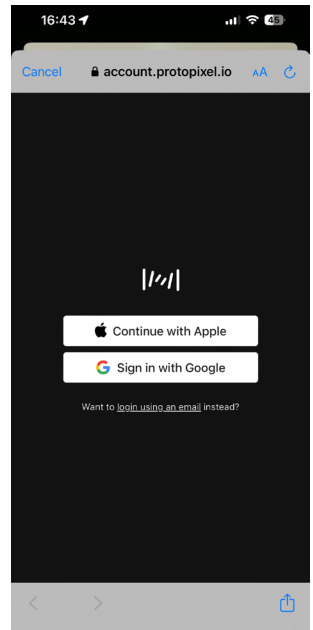 16:43
45
Cancel account.protopixel.io AA
Continue with Apple
Sign in with Google
Want to login using an email instead?